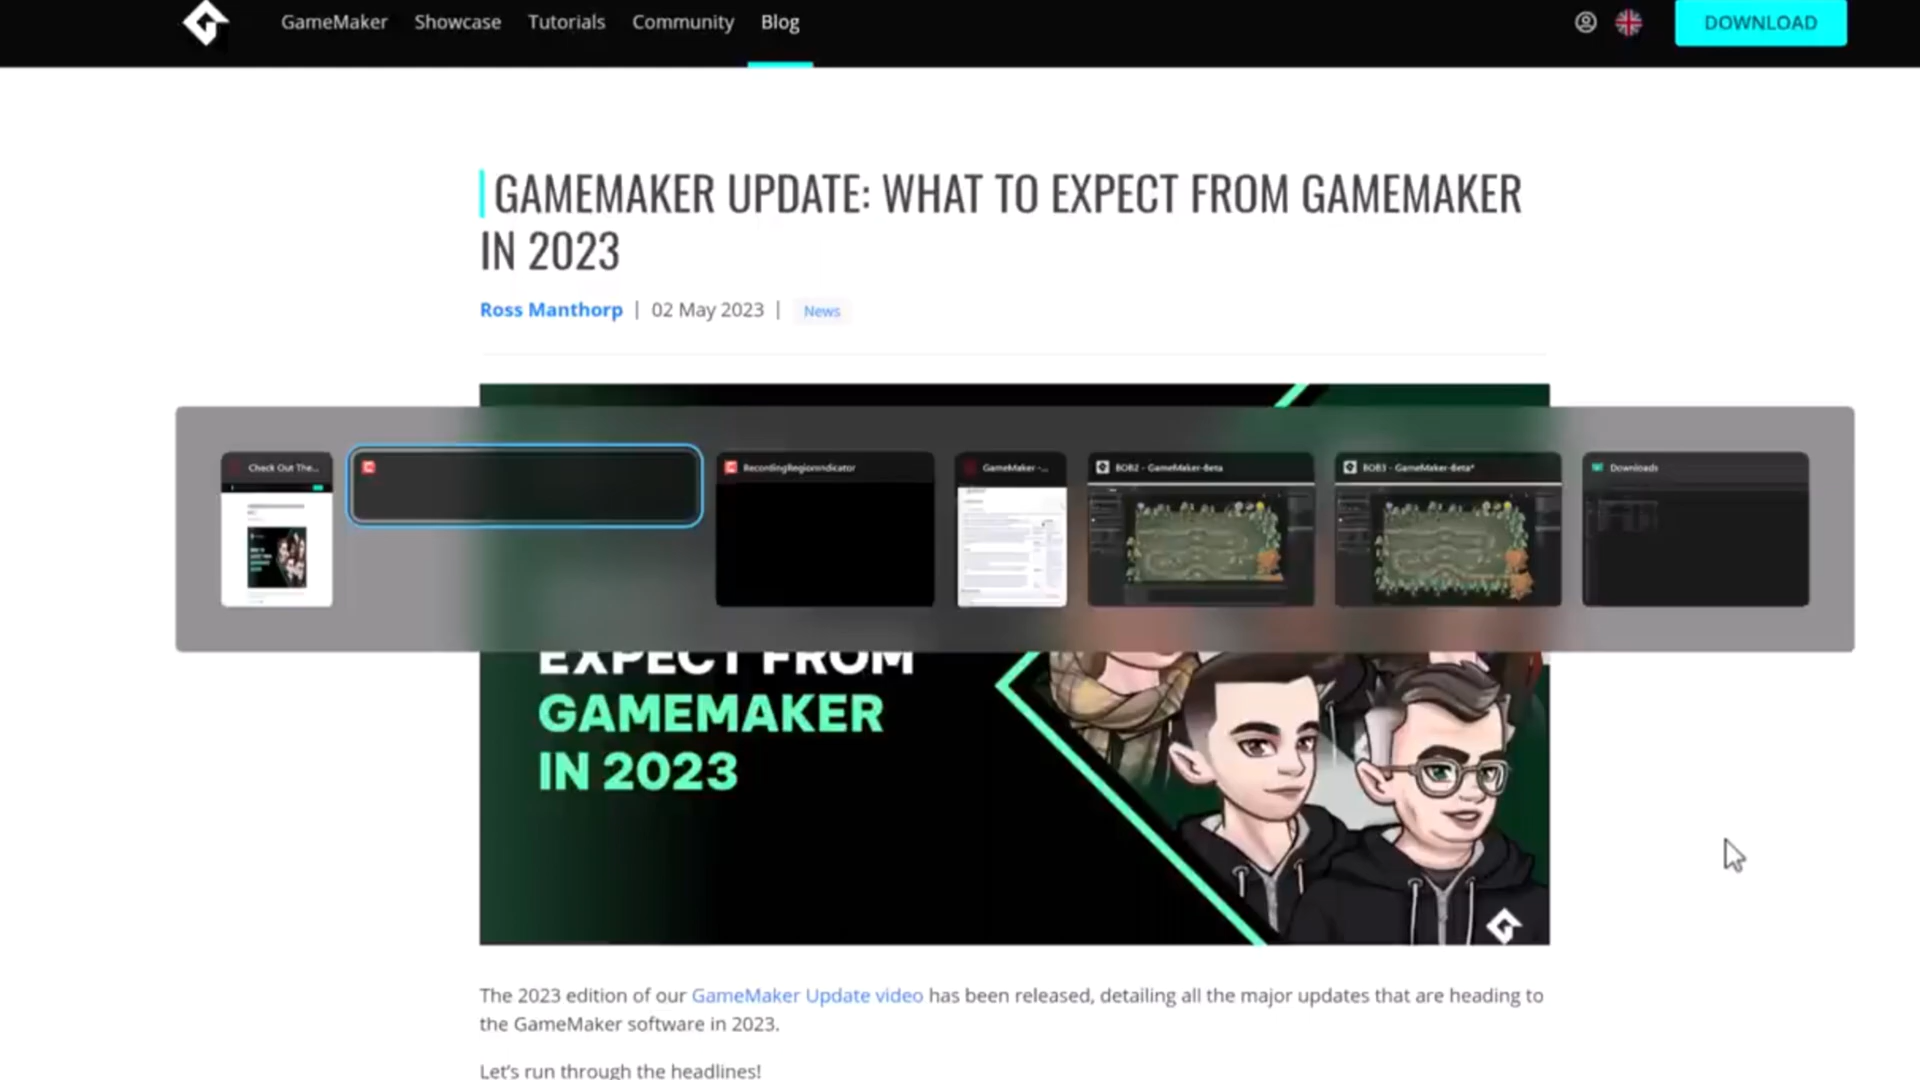 GameMaker Showcase Tutorials Community Blog DOWNLOAD
GAMEMAKER UPDATE: WHAT TO EXPECT FROM GAMEMAKER
IN 2023
Ross Manthorp | 02 May 2023 | News
Check Out The...
RecordingRegionIndicator
GameMaker -...
BOB2 - GameMaker-Beta
BOB3 - GameMaker-Beta*
Downloads
EXPECT FROM
GAMEMAKER
IN 2023
The 2023 edition of our GameMaker Update video has been released, detailing all the major updates that are heading to
the GameMaker software in 2023.
Let's run through the headlines!